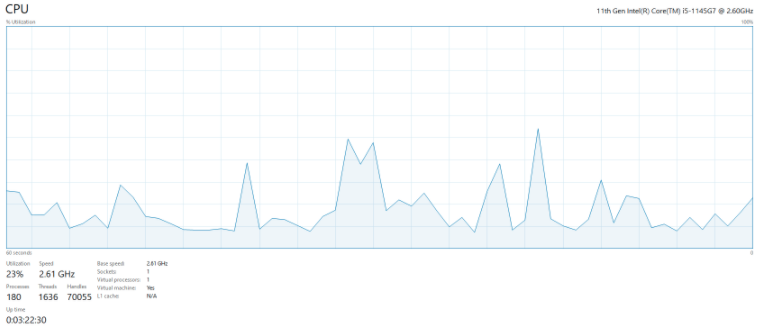 CPU
11th Gen Intel(R) Core(TM) i5-1145G7 @ 2.60GHz
% Utilization
100%
60 seconds
0
Utilization Speed
23% 2.61 GHz
Processes Threads Handles
180 1636 70055
Up time
0:03:22:30
Base speed: 2.61 GHz
Sockets: 1
Virtual processors: 1
Virtual machine: Yes
L1 cache: N/A